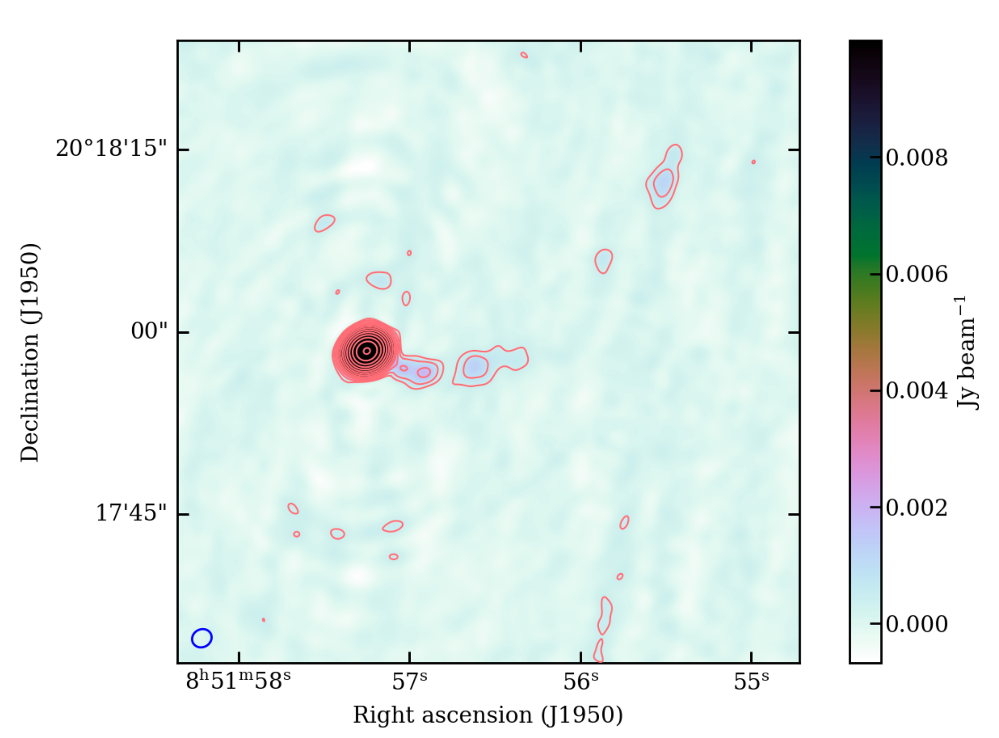 20°18'15"
00"
17'45"
Declination (J1950)
8ʰ51ᵐ58ˢ
57ˢ
56ˢ
55ˢ
Right ascension (J1950)
0.008
0.006
0.004
0.002
0.000
Jy beam⁻¹